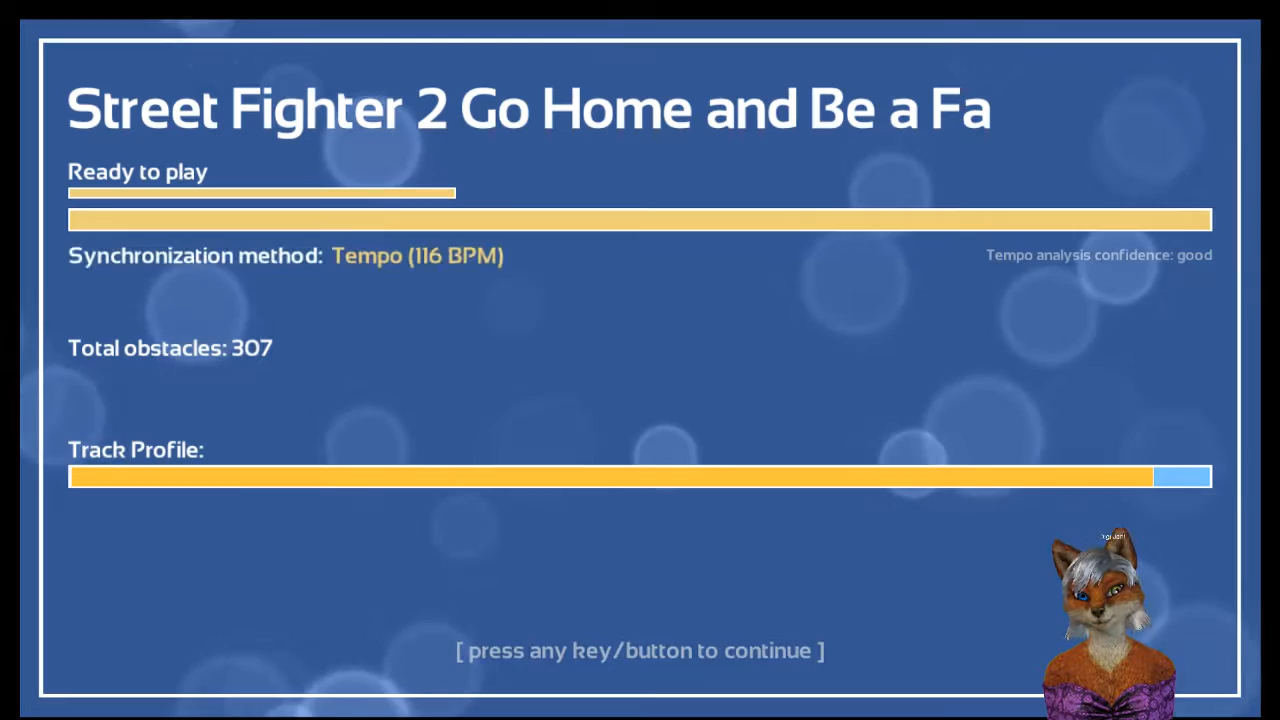 Street Fighter 2 Go Home and Be a Fa
Ready to play
Synchronization method: Tempo (116 BPM)
Tempo analysis confidence: good
Total obstacles: 307
Track Profile:
[ press any key/button to continue ]